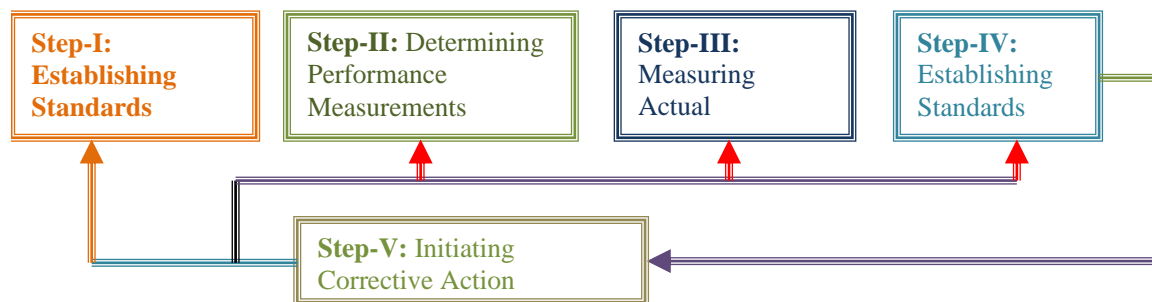 Step-I:
Establishing
Standards
Step-II: Determining
Performance
Measurements
Step-III:
Measuring
Actual
Step-IV:
Establishing
Standards
Step-V: Initiating
Corrective Action